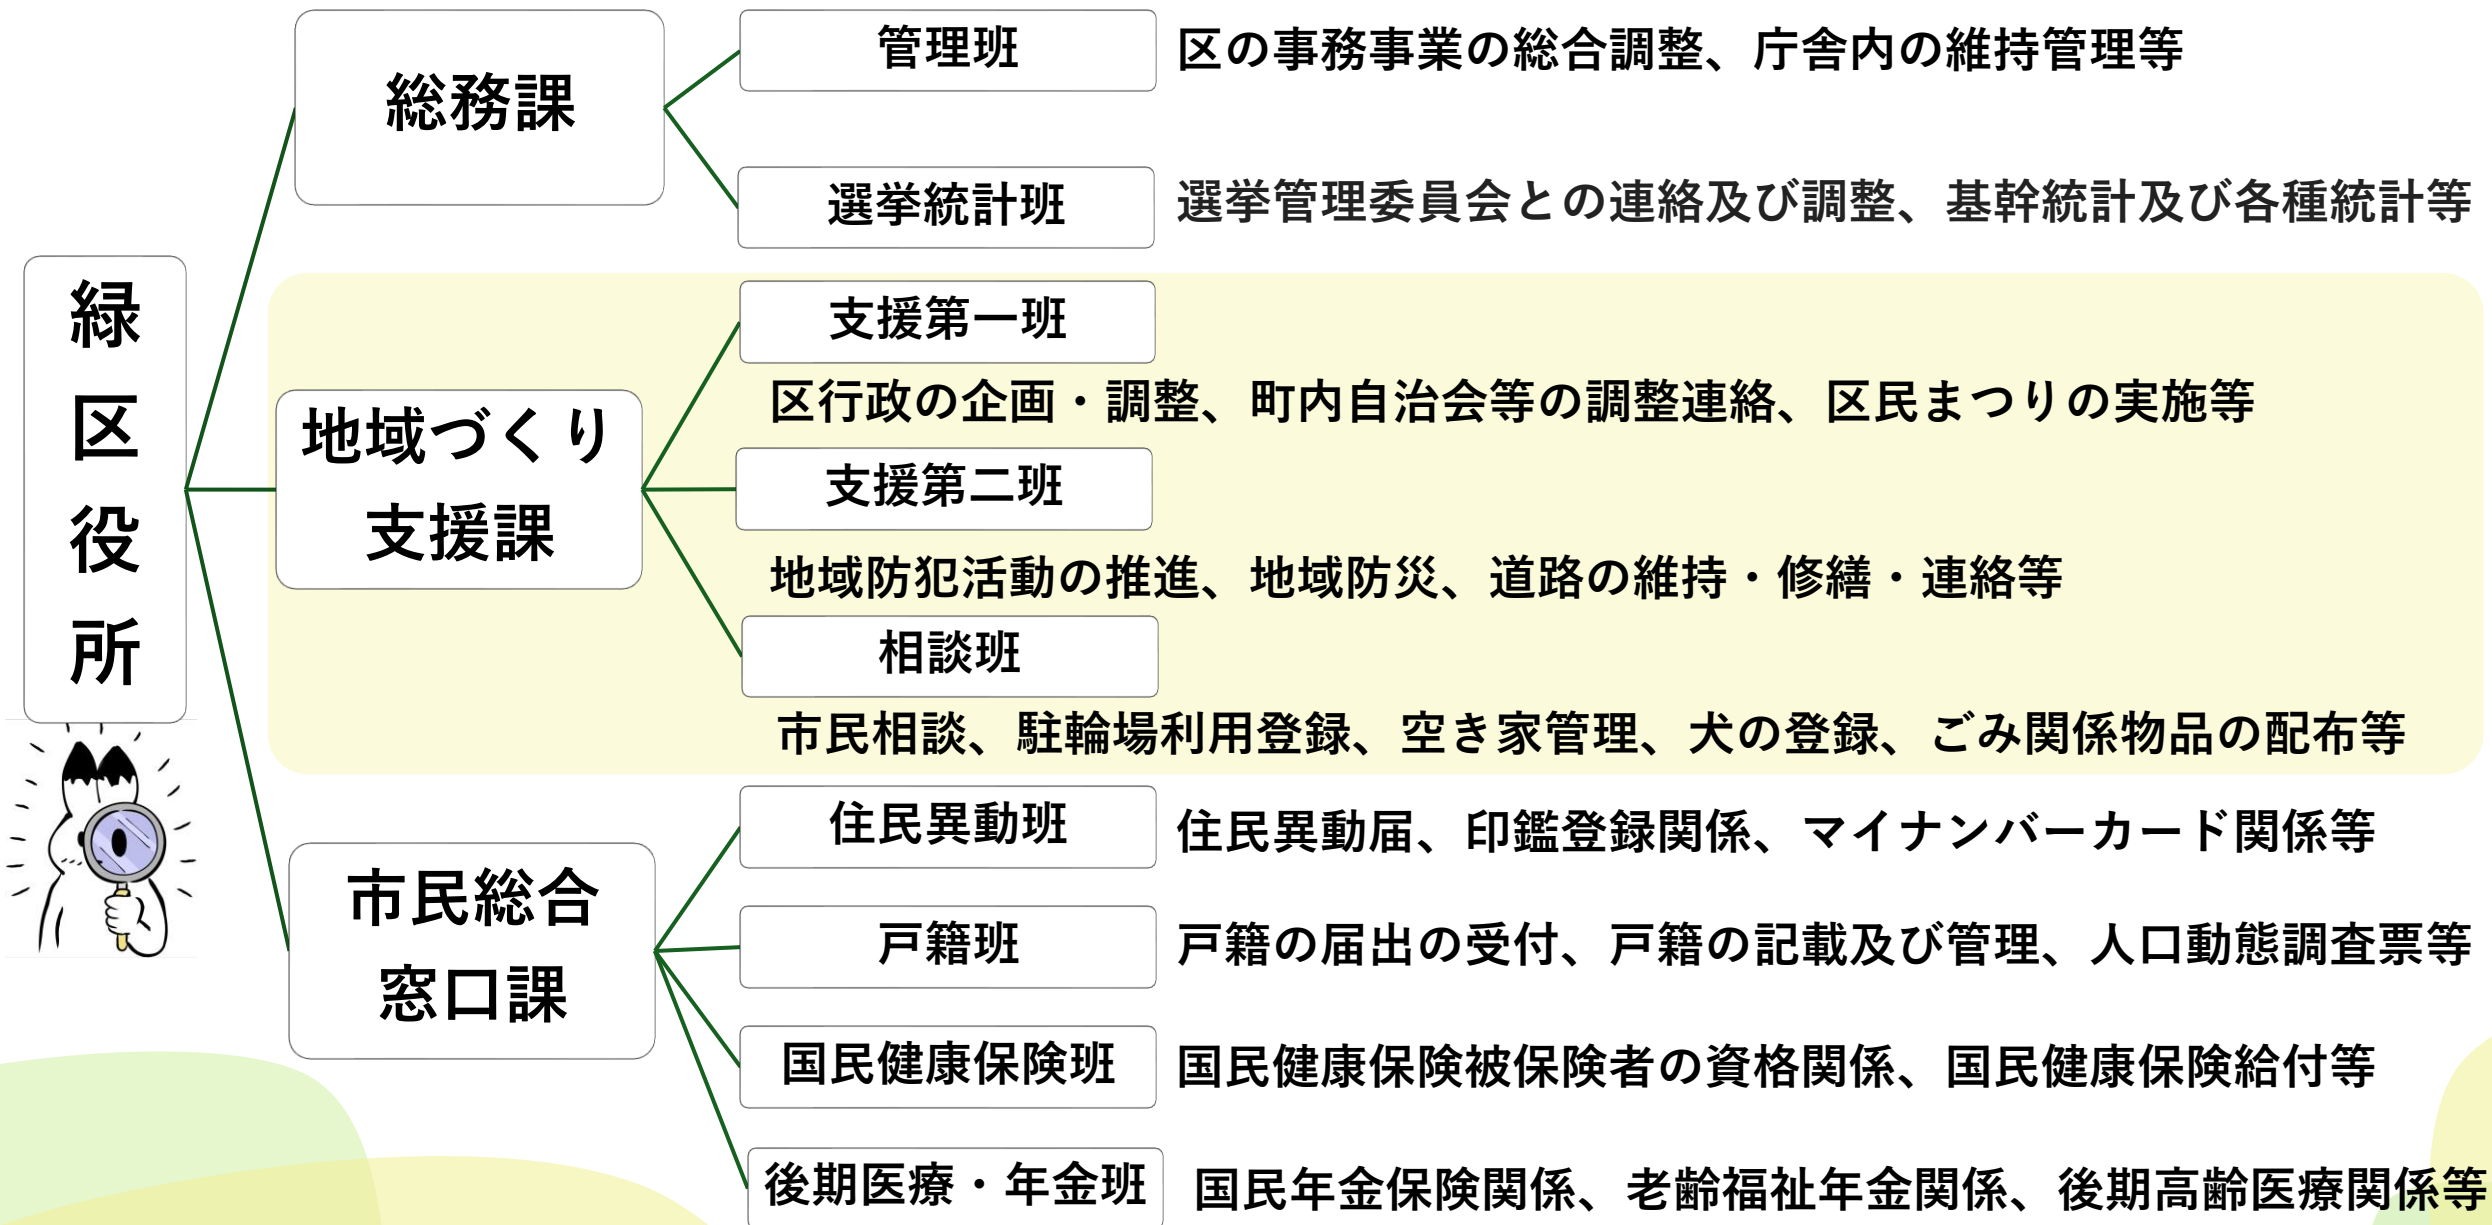 緑区役所
総務課
管理班
区の事務事業の総合調整、庁舎内の維持管理等
選挙統計班
選挙管理委員会との連絡及び調整、基幹統計及び各種統計等
地域づくり
支援課
支援第一班
区行政の企画・調整、町内自治会等の調整連絡、区民まつりの実施等
支援第二班
地域防犯活動の推進、地域防災、道路の維持・修繕・連絡等
相談班
市民相談、駐輪場利用登録、空き家管理、犬の登録、ごみ関係物品の配布等
市民総合
窓口課
住民異動班
住民異動届、印鑑登録関係、マイナンバーカード関係等
戸籍班
戸籍の届出の受付、戸籍の記載及び管理、人口動態調査票等
国民健康保険班
国民健康保険被保険者の資格関係、国民健康保険給付等
後期医療・年金班
国民年金保険関係、老齢福祉年金関係、後期高齢医療関係等